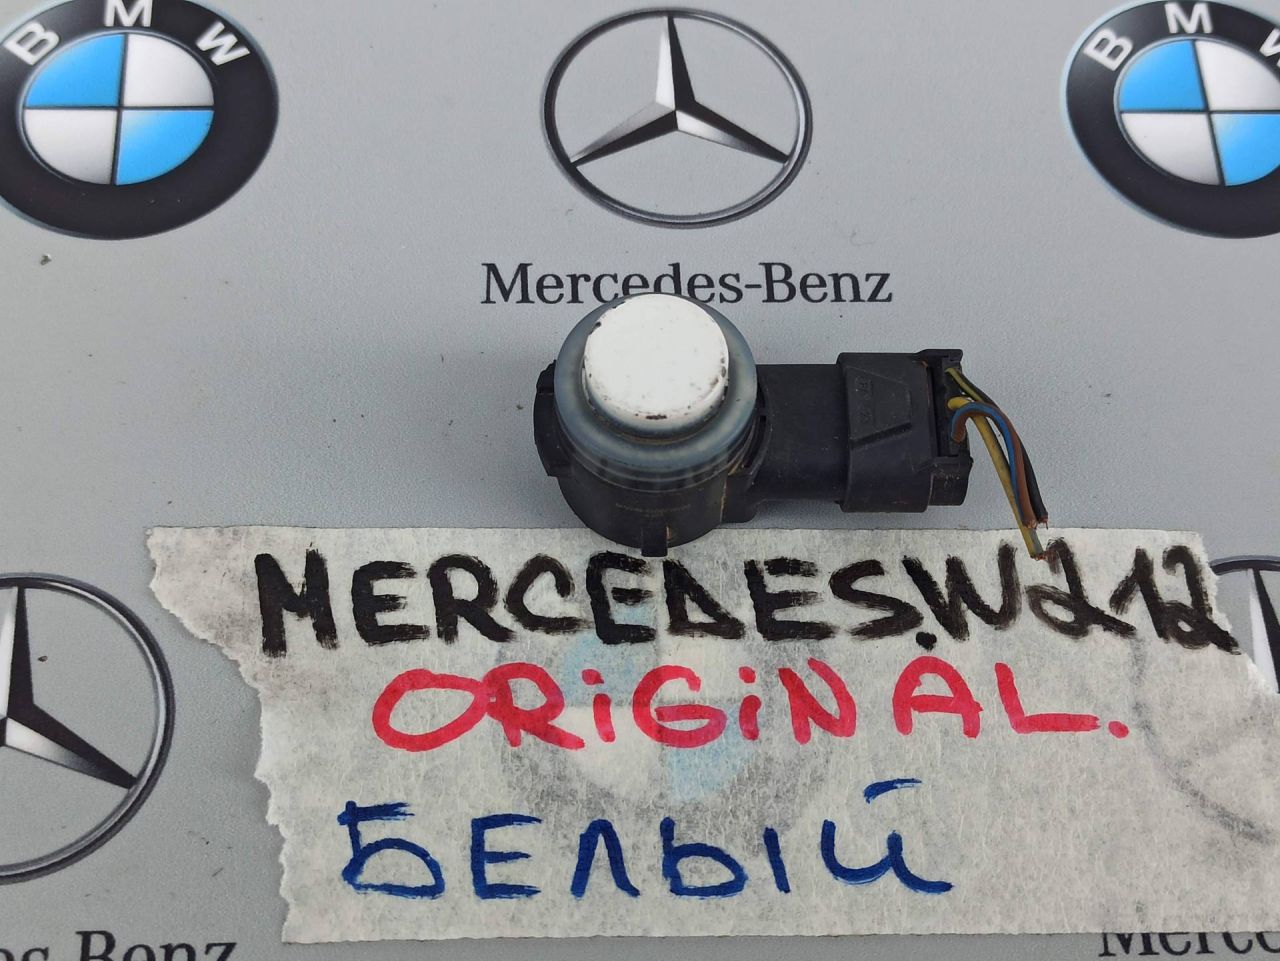 BMW
BMW
Mercedes-Benz
MERCEDES.W212
ORiGiNAL.
БЕЛЫЙ